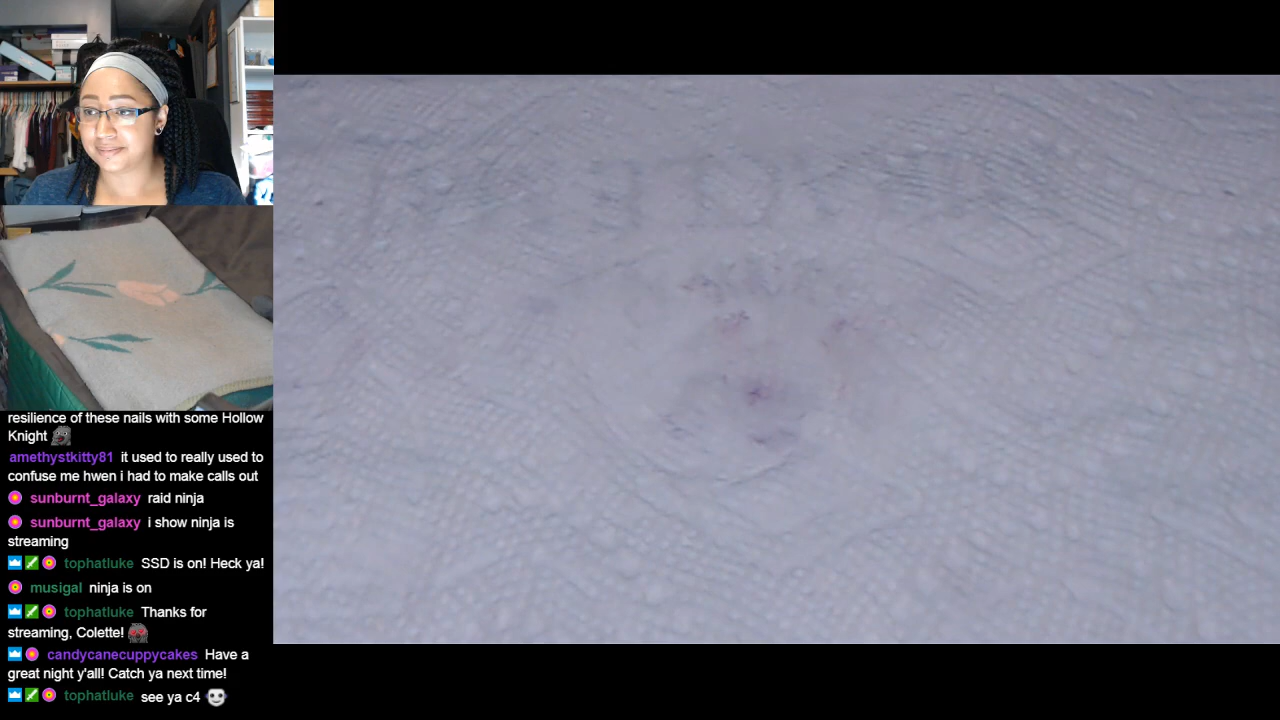 resilience of these nails with some Hollow
Knight
amethystkitty81 it used to really used to
confuse me hwen i had to make calls out
sunburnt_galaxy raid ninja
sunburnt_galaxy i show ninja is
streaming
tophatluke SSD is on! Heck ya!
musigal ninja is on
tophatluke Thanks for
streaming, Colette!
candycanecuppycakes Have a
great night y'all! Catch ya next time!
tophatluke see ya c4